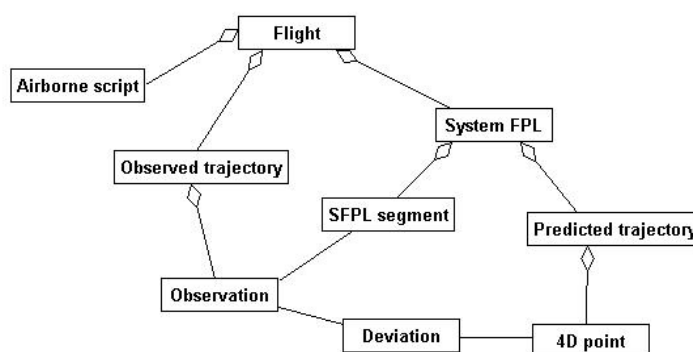 Flight
Airborne script
System FPL
Observed trajectory
SFPL segment
Predicted trajectory
Observation
Deviation
4D point